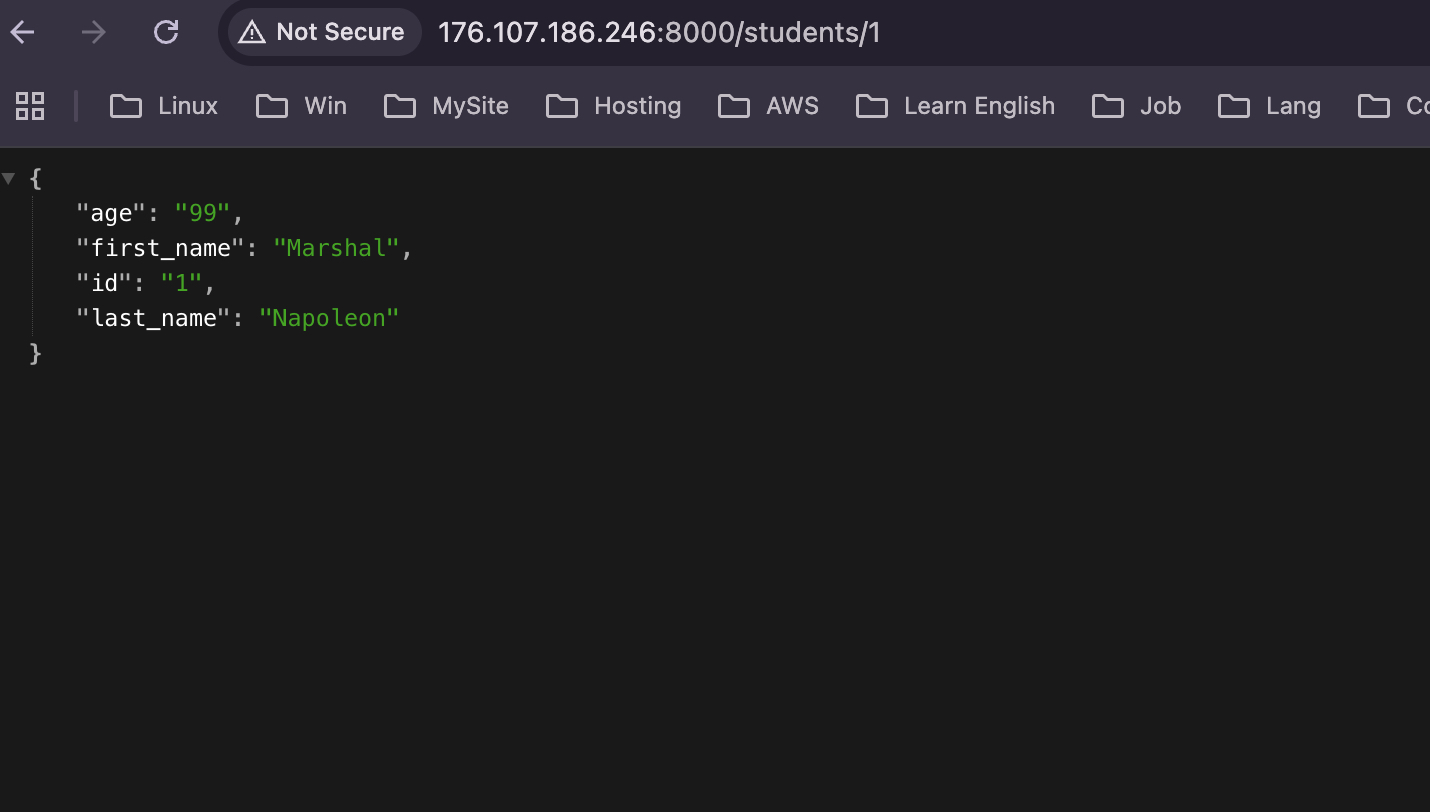 Not Secure 176.107.186.246:8000/students/1
Linux Win MySite Hosting AWS Learn English Job Lang
{
"age": "99",
"first_name": "Marshal",
"id": "1",
"last_name": "Napoleon"
}